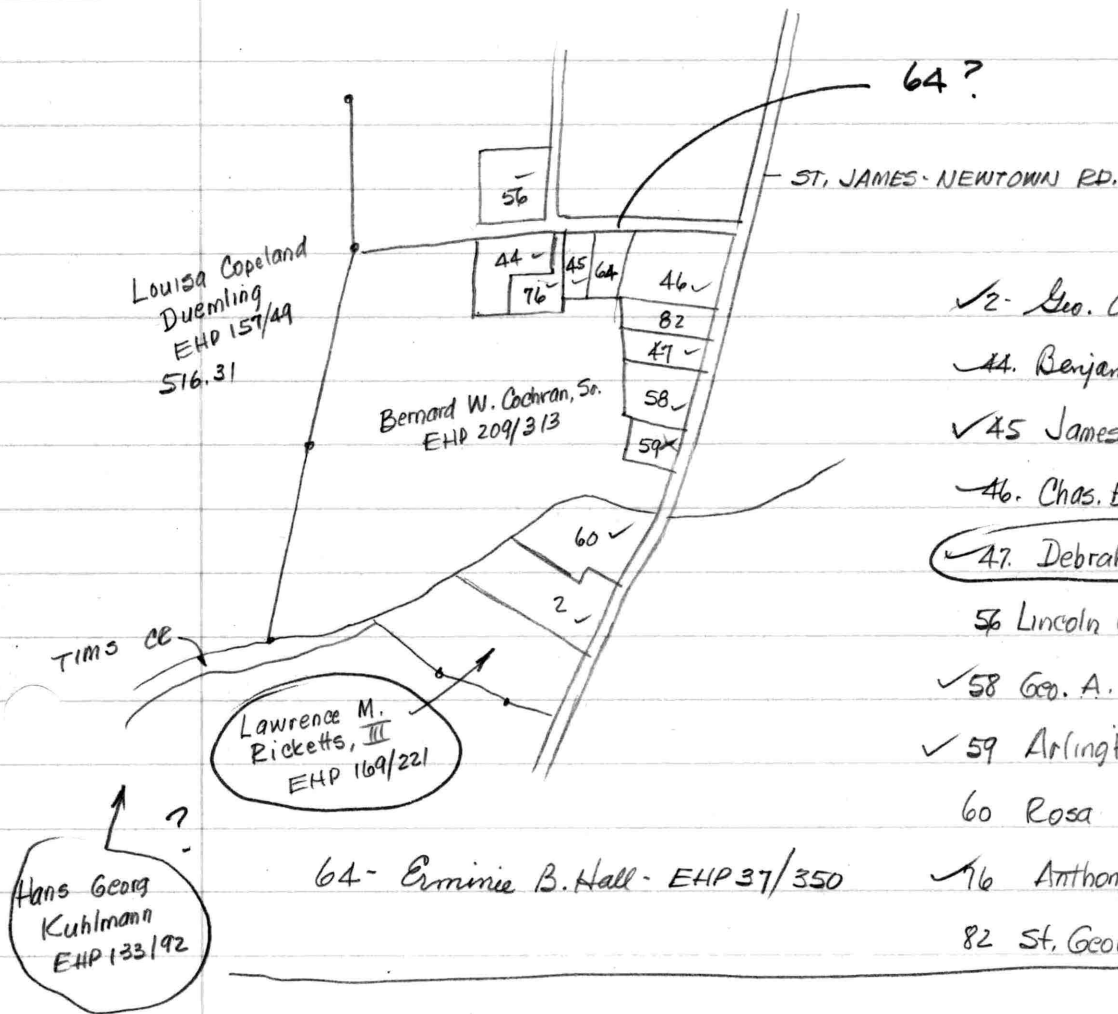 64 ?
ST. JAMES - NEWTOWN RD.
56
44
45
64
76
46
82
47
58
59
60
2
Louisa Copeland
Duemling
EHP 157/49
516.31
Bernard W. Cochran, Sr.
EHP 209/313
TIMS CR
Lawrence M.
Ricketts, III
EHP 169/221
?
Hans Georg
Kuhlmann
EHP 133/92
64 - Erminie B. Hall - EHP 37/350
✓2 - Geo.
✓44. Benjam
✓45 James
✓46. Chas.
✓47. Debrah
56 Lincoln
✓58 Geo. A.
✓59 Arlingt
60 Rosa
✓76 Anthon
82 St. Geo